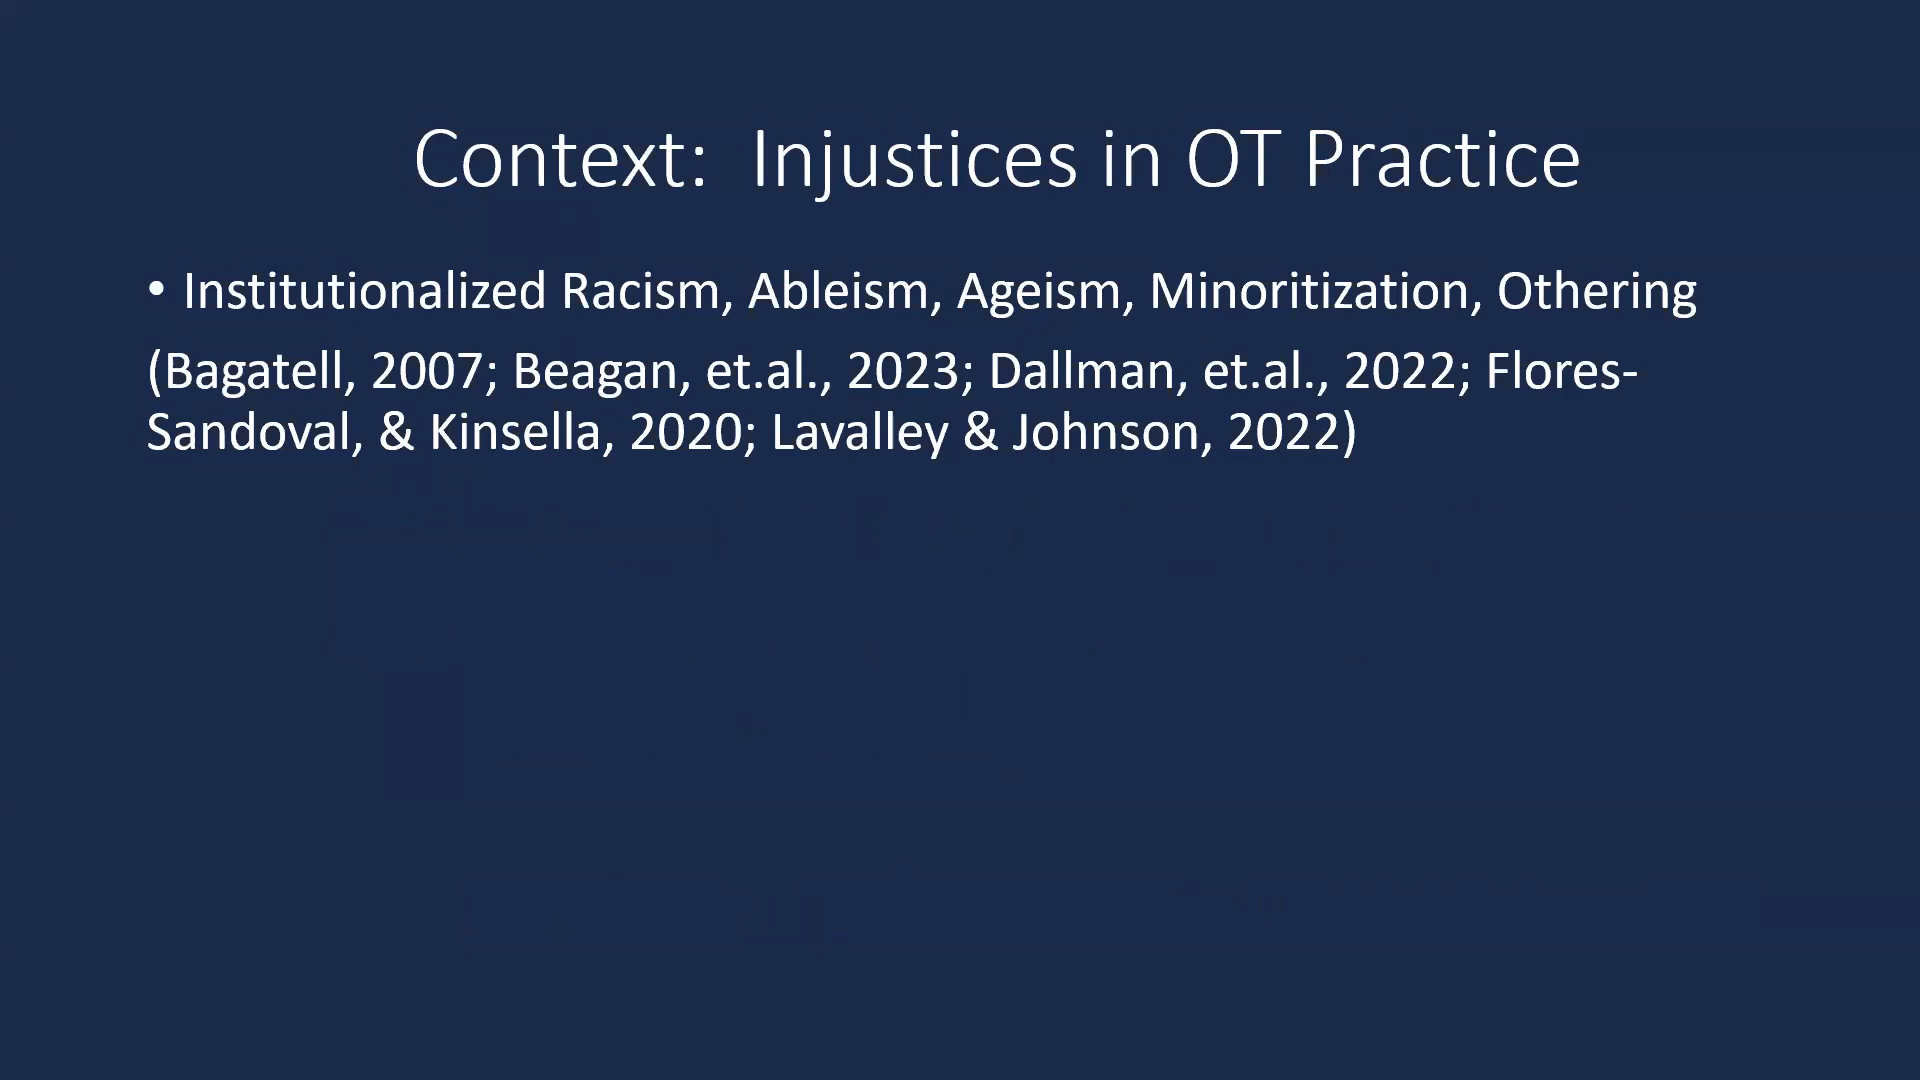 Context:  Injustices in OT Practice
• Institutionalized Racism, Ableism, Ageism, Minoritization, Othering
(Bagatell, 2007; Beagan, et.al., 2023; Dallman, et.al., 2022; Flores-
Sandoval, & Kinsella, 2020; Lavalley & Johnson, 2022)